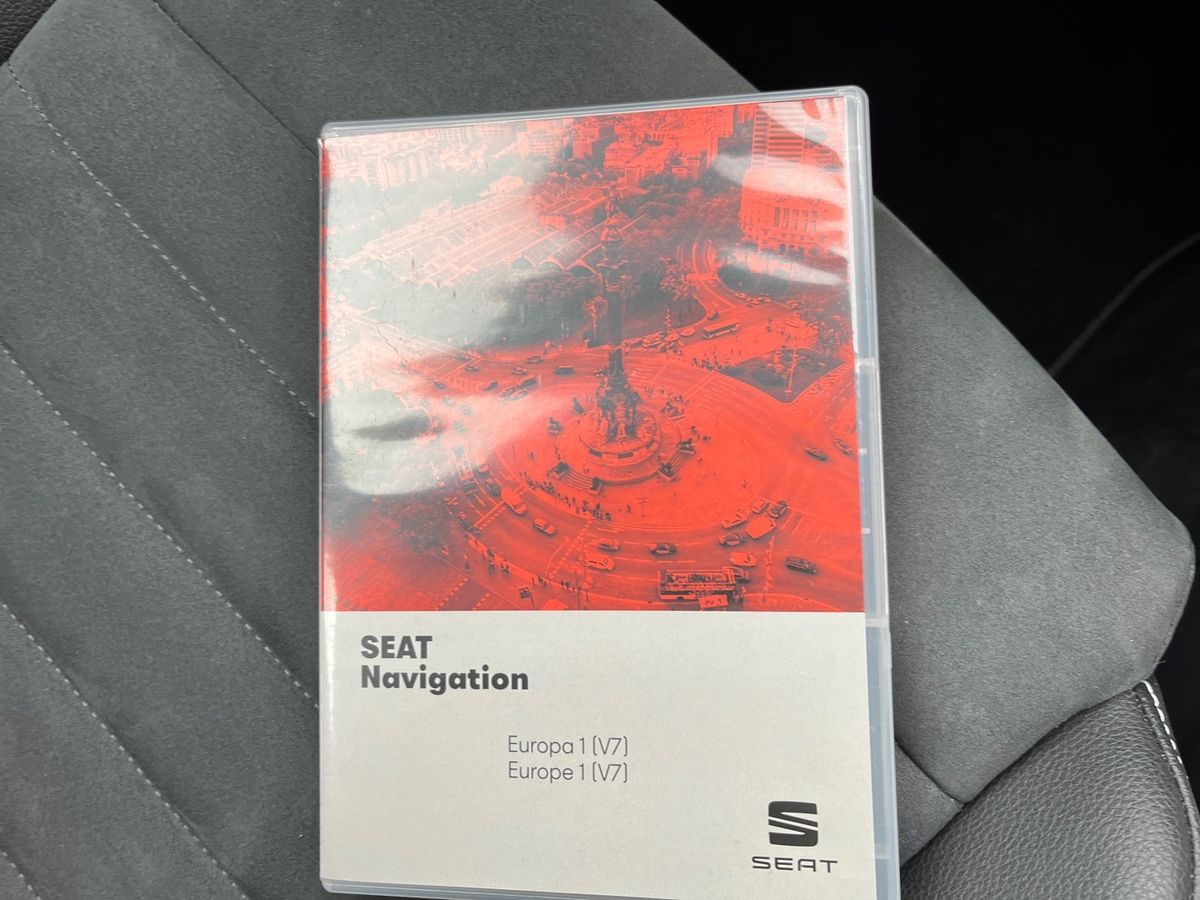 SEAT
Navigation
Europa 1 (V7)
Europe 1 (V7)
SEAT